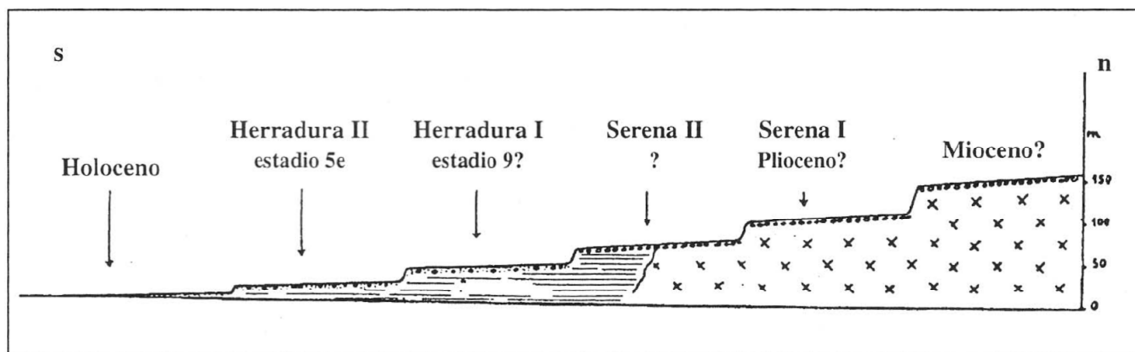 s
n
Holoceno
Herradura II
estadio 5e
Herradura I
estadio 9?
Serena II
?
Serena I
Plioceno?
Mioceno?
m
150
100
50
0